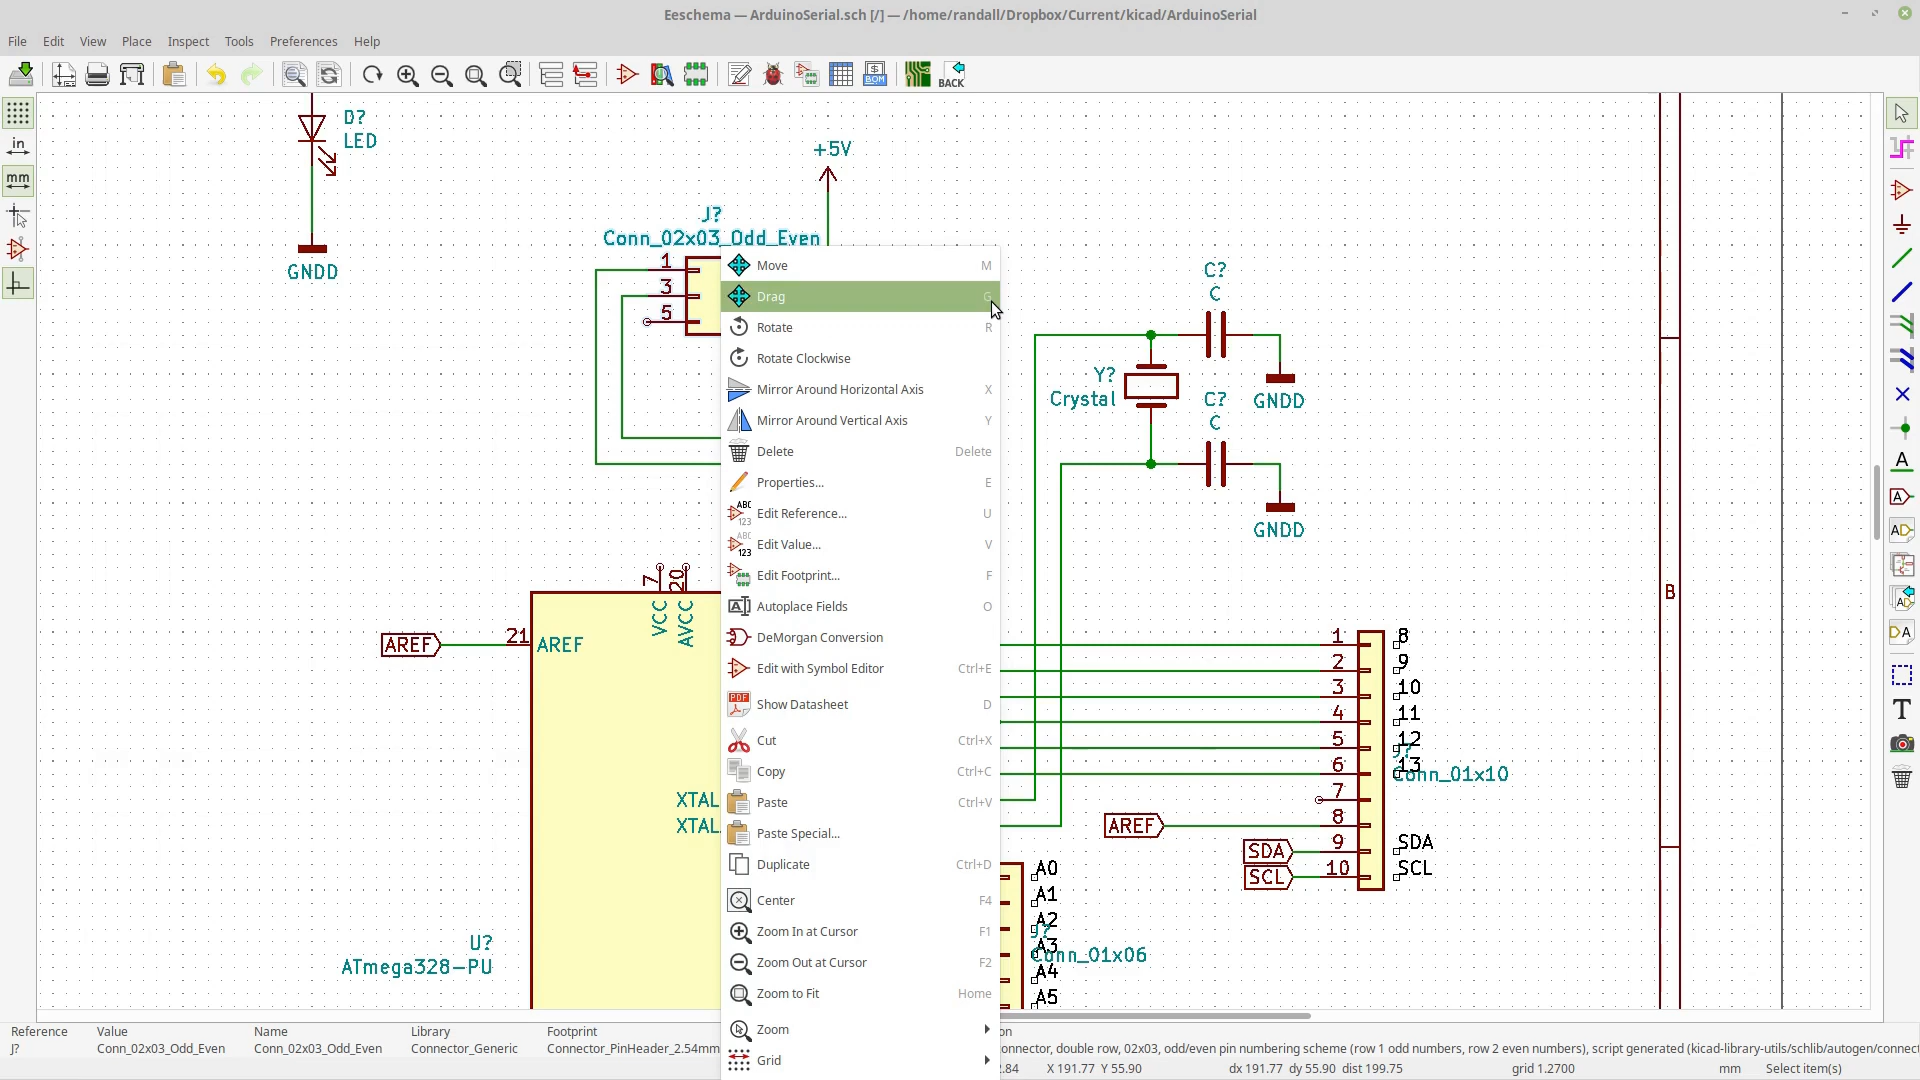 Eeschema — ArduinoSerial.sch [/] — /home/randall/Dropbox/Current/kicad/ArduinoSerial
File Edit View Place Inspect Tools Preferences Help
BOM
BACK
in
mm
D?
LED
GNDD
+5V
J?
Conn_02x03_Odd_Even
1
3
5
Move M
Drag G
Rotate R
Rotate Clockwise
Mirror Around Horizontal Axis X
Mirror Around Vertical Axis Y
Delete Delete
Properties... E
Edit Reference... U
Edit Value... V
Edit Footprint... F
Autoplace Fields O
DeMorgan Conversion
Edit with Symbol Editor Ctrl+E
Show Datasheet D
Cut Ctrl+X
Copy Ctrl+C
Paste Ctrl+V
Paste Special...
Duplicate Ctrl+D
Center F4
Zoom In at Cursor F1
Zoom Out at Cursor F2
Zoom to Fit Home
Zoom
Grid
C?
C
GNDD
Y?
Crystal
C?
C
GNDD
7 20
VCC AVCC
AREF 21 AREF
XTAL
XTAL
U?
ATmega328-PU
1 8
2 9
3 10
4 11
5 12
J?
6 13
Conn_01x10
7
AREF 8
SDA 9 SDA
SCL 10 SCL
A0
A1
A2
J?
A3
Conn_01x06
A4
A5
B
Reference Value Name Library Footprint on
J? Conn_02x03_Odd_Even Conn_02x03_Odd_Even Connector_Generic Connector_PinHeader_2.54mm onnector, double row, 02x03, odd/even pin numbering scheme (row 1 odd numbers, row 2 even numbers), script generated (kicad-library-utils/schlib/autogen/connect
2.84 X 191.77 Y 55.90 dx 191.77 dy 55.90 dist 199.75 grid 1.2700 mm Select item(s)